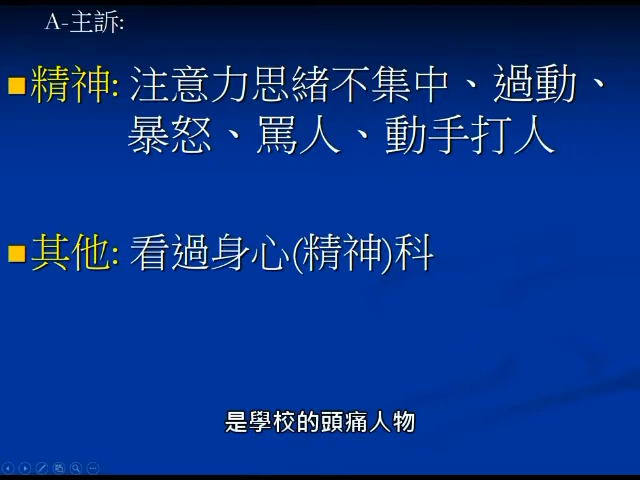 A-主訴:
精神: 注意力思緒不集中、過動、
暴怒、罵人、動手打人
其他: 看過身心(精神)科
是學校的頭痛人物